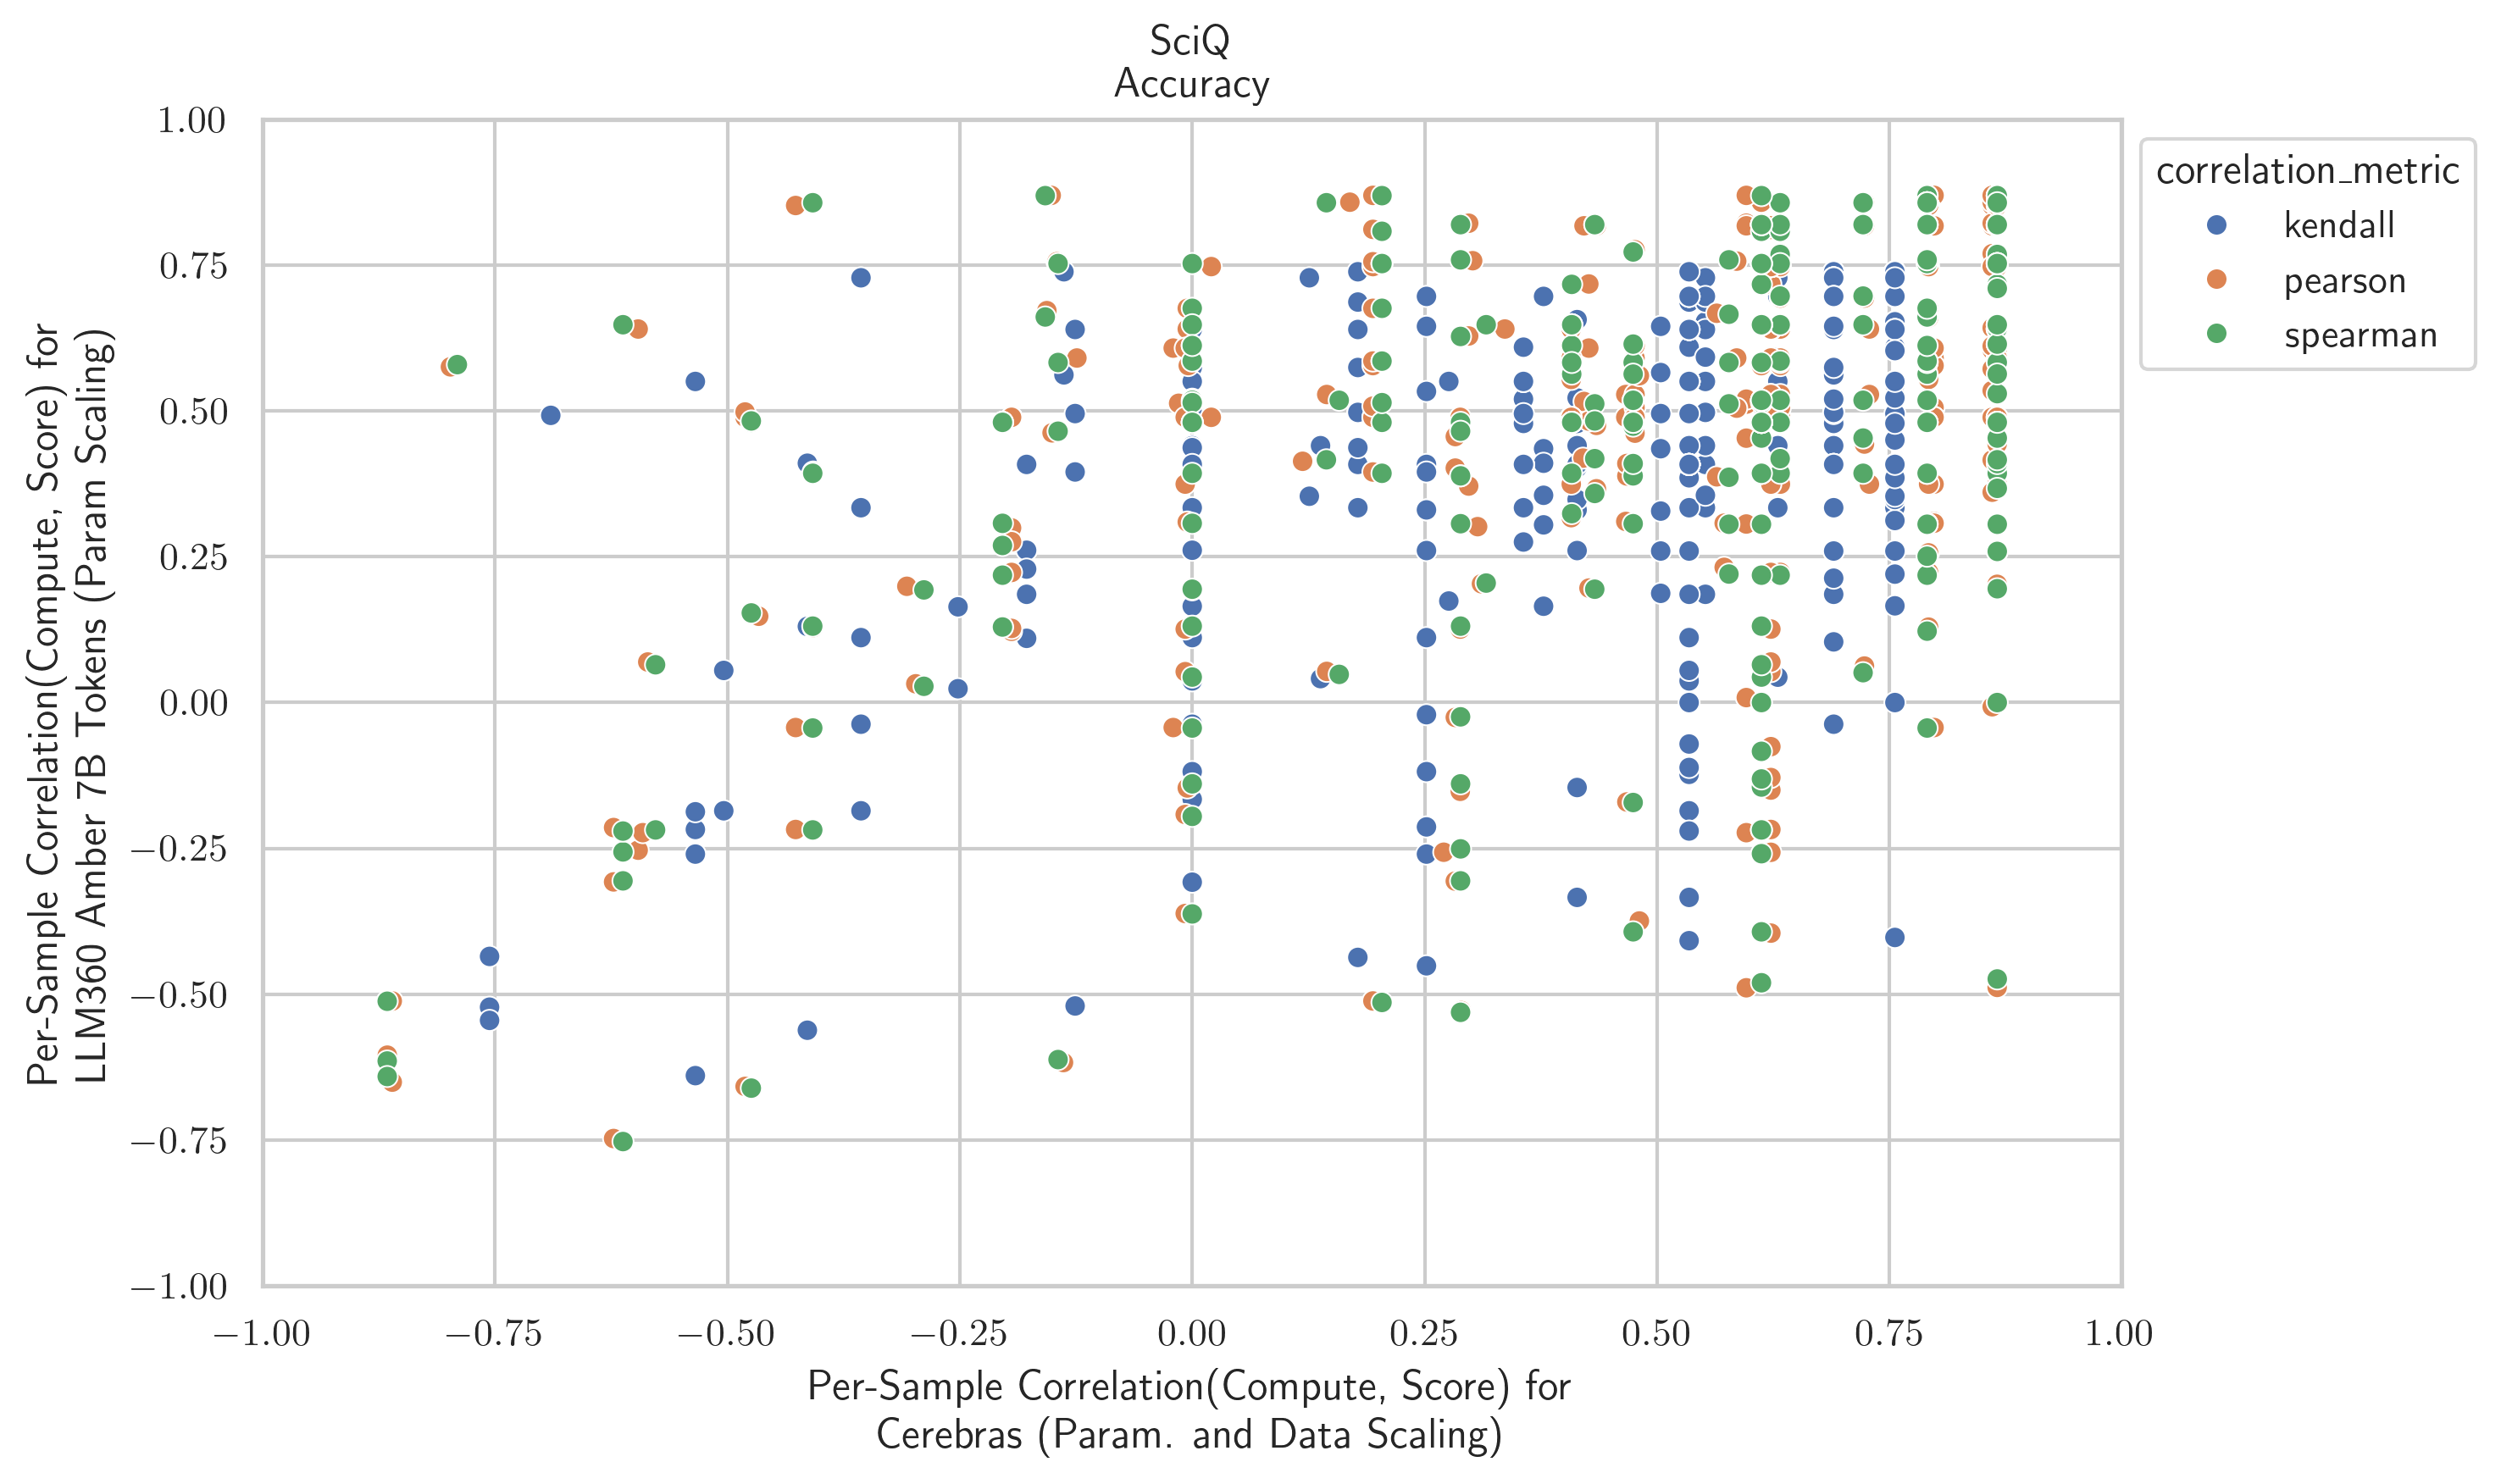 SciQ
Accuracy
1.00
0.75
0.50
0.25
0.00
−0.25
−0.50
−0.75
−1.00
Per-Sample Correlation(Compute, Score) for
LLM360 Amber 7B Tokens (Param Scaling)
−1.00 −0.75 −0.50 −0.25 0.00 0.25 0.50 0.75 1.00
Per-Sample Correlation(Compute, Score) for
Cerebras (Param. and Data Scaling)
correlation_metric
kendall
pearson
spearman